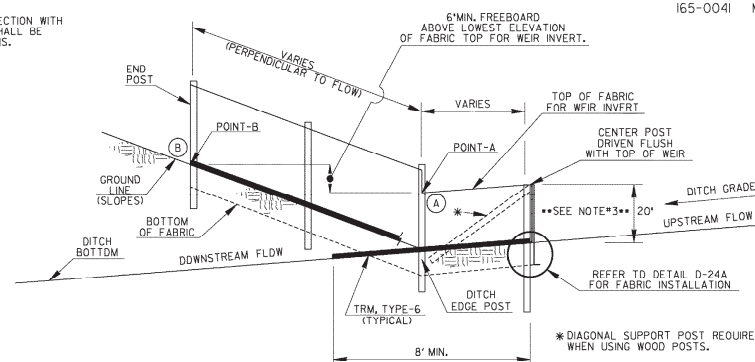 ECTION WITH
HALL BE
NS.
165-0041
6"MIN. FREEBOARD
ABOVE LOWEST ELEVATION
OF FABRIC TOP FOR WEIR INVERT.
VARIES
(PERPENDICULAR TO FLOW)
END
POST
VARIES
TOP OF FABRIC
FOR WEIR INVERT
POINT-B
POINT-A
CENTER POST
DRIVEN FLUSH
WITH TOP OF WEIR
B
A
GROUND
LINE
(SLOPES)
*
**SEE NOTE#3**
20"
DITCH GRADE
UPSTREAM FLOW
BOTTOM
OF FABRIC
DITCH
BOTTOM
DOWNSTREAM FLOW
TRM, TYPE-6
(TYPICAL)
DITCH
EDGE POST
REFER TO DETAIL D-24A
FOR FABRIC INSTALLATION
8' MIN.
*DIAGONAL SUPPORT POST REQUIRE
WHEN USING WOOD POSTS.